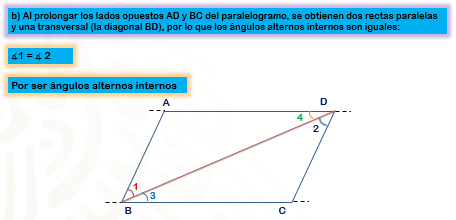 b) Al prolongar los lados opuestos AD y BC del paralelogramo, se obtienen dos rectas paralelas
y una transversal (la diagonal BD), por lo que los ángulos alternos internos son iguales:
∡1 = ∡ 2
Por ser ángulos alternos internos
A
D
4
2
1
3
B
C